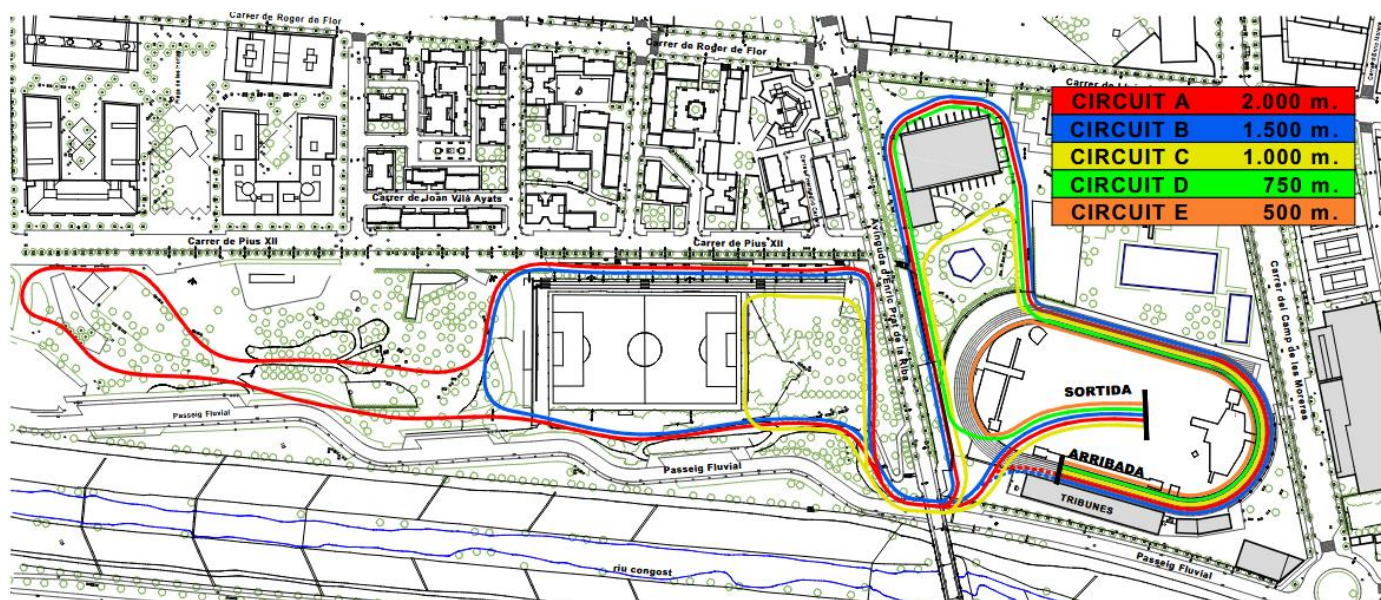 Carrer de Roger de Flor
Carrer de Roger de Flor
CIRCUIT A 2.000 m.
CIRCUIT B 1.500 m.
CIRCUIT C 1.000 m.
CIRCUIT D 750 m.
CIRCUIT E 500 m.
Carrer de Joan Vilà Ayats
Carrer de Pius XII
Carrer de Pius XII
Avinguda d'Enric Prat de la Riba
Carrer del Camp de les Moreres
SORTIDA
ARRIBADA
TRIBUNES
Passeig Fluvial
Passeig Fluvial
Passeig Fluvial
riu congost